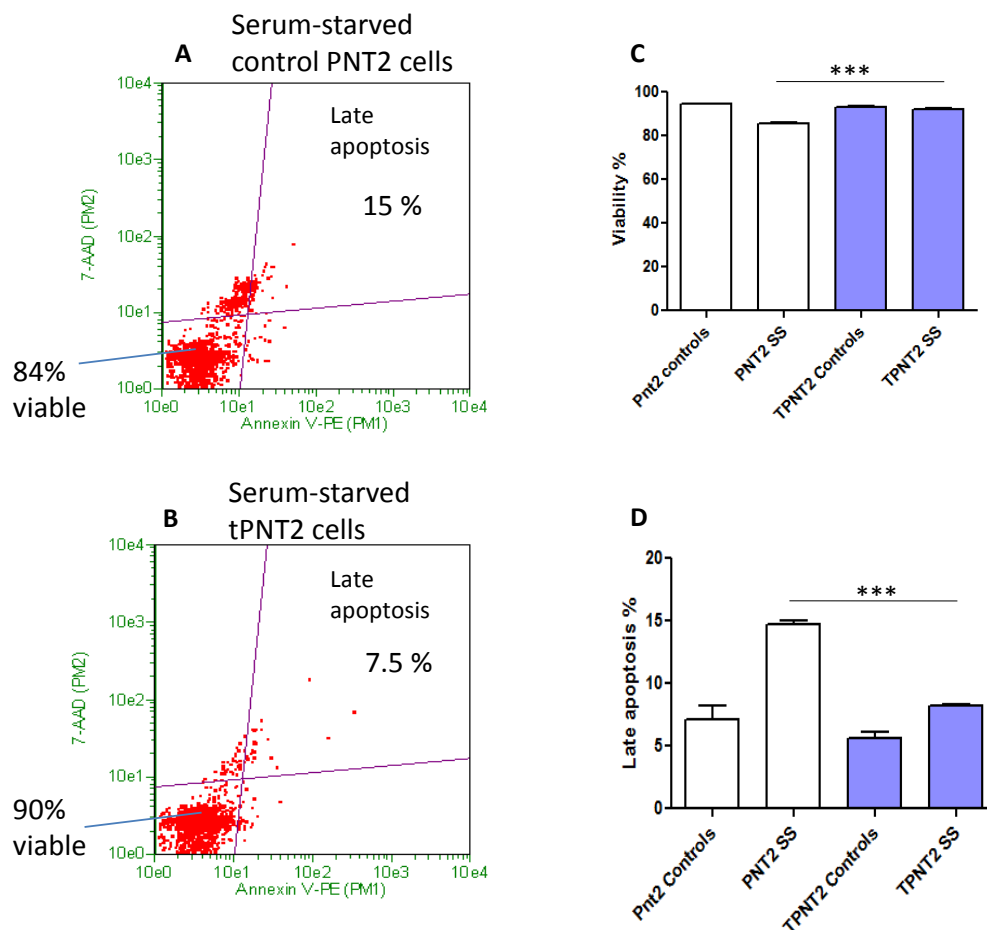 A
Serum-starved
control PNT2 cells
10e4
10e3
10e2
10e1
10e0
7-AAD (PM2)
Late
apoptosis
15 %
84%
viable
10e0
10e1
10e2
10e3
10e4
Annexin V-PE (PM1)
B
Serum-starved
tPNT2 cells
10e4
10e3
10e2
10e1
10e0
7-AAD (PM2)
Late
apoptosis
7.5 %
90%
viable
10e0
10e1
10e2
10e3
10e4
Annexin V-PE (PM1)
C
***
100
80
60
40
20
0
Viability %
Pnt2 controls
PNT2 SS
TPNT2 Controls
TPNT2 SS
D
***
20
15
10
5
0
Late apoptosis %
Pnt2 Controls
PNT2 SS
TPNT2 Controls
TPNT2 SS